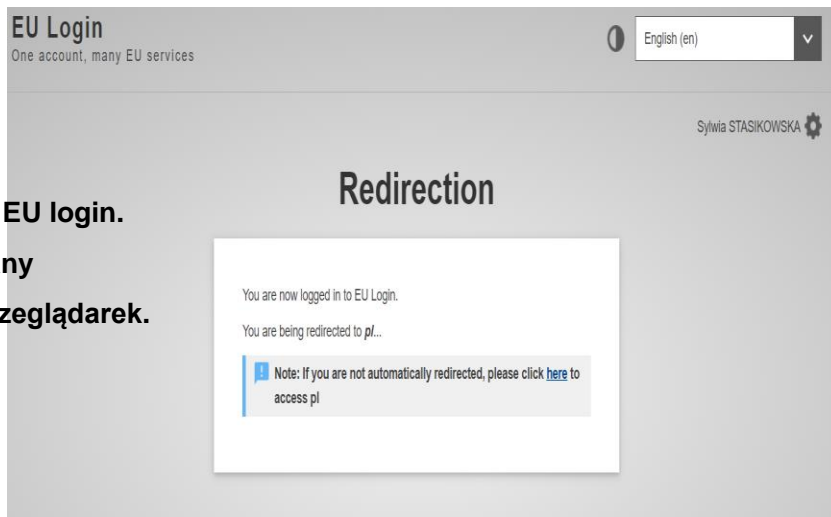 EU Login
One account, many EU services
English (en)
Sylwia STASIKOWSKA
Redirection
EU login.
ny
zeglądarek.
You are now logged in to EU Login.
You are being redirected to pl...
Note: If you are not automatically redirected, please click here to
access pl